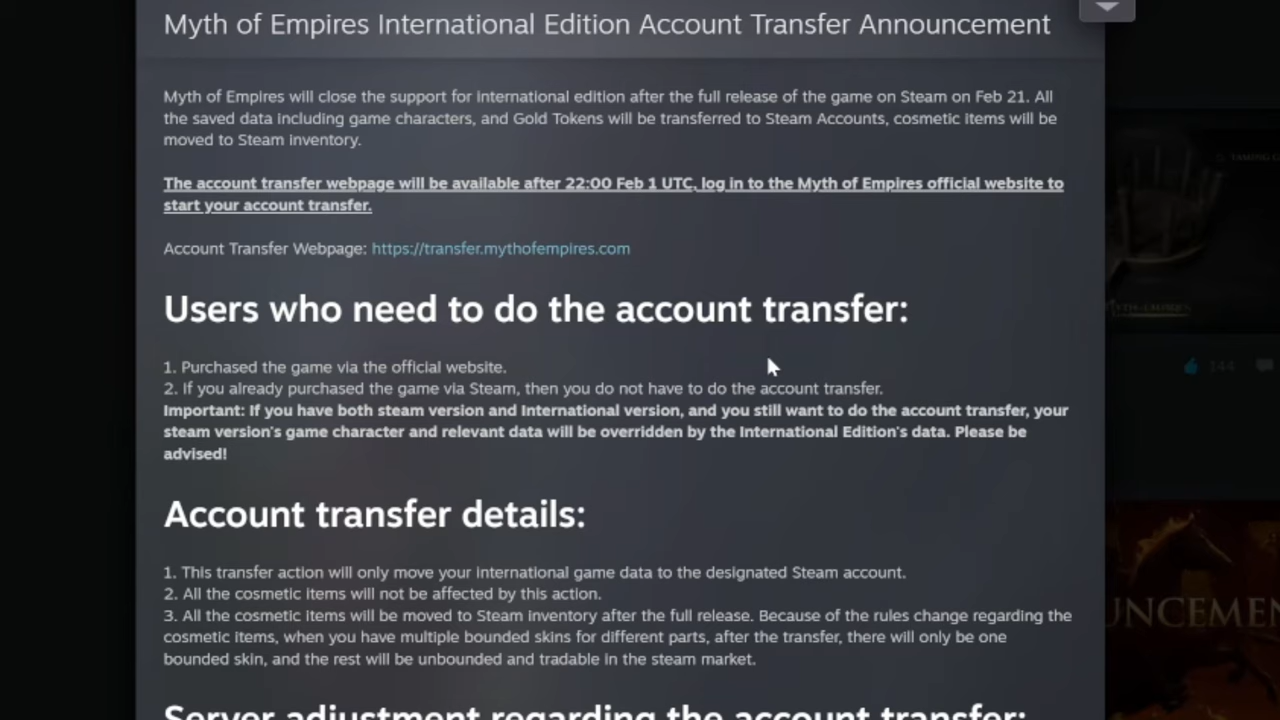 Myth of Empires International Edition Account Transfer Announcement
Myth of Empires will close the support for international edition after the full release of the game on Steam on Feb 21. All
the saved data including game characters, and Gold Tokens will be transferred to Steam Accounts, cosmetic items will be
moved to Steam inventory.
The account transfer webpage will be available after 22:00 Feb 1 UTC, log in to the Myth of Empires official website to
start your account transfer.
Account Transfer Webpage: https://transfer.mythofempires.com
Users who need to do the account transfer:
1. Purchased the game via the official website.
2. If you already purchased the game via Steam, then you do not have to do the account transfer.
Important: If you have both steam version and International version, and you still want to do the account transfer, your
steam version's game character and relevant data will be overridden by the International Edition's data. Please be
advised!
Account transfer details:
1. This transfer action will only move your international game data to the designated Steam account.
2. All the cosmetic items will not be affected by this action.
3. All the cosmetic items will be moved to Steam inventory after the full release. Because of the rules change regarding the
cosmetic items, when you have multiple bounded skins for different parts, after the transfer, there will only be one
bounded skin, and the rest will be unbounded and tradable in the steam market.
Server adjustment regarding the account transfer:
TAMING
144